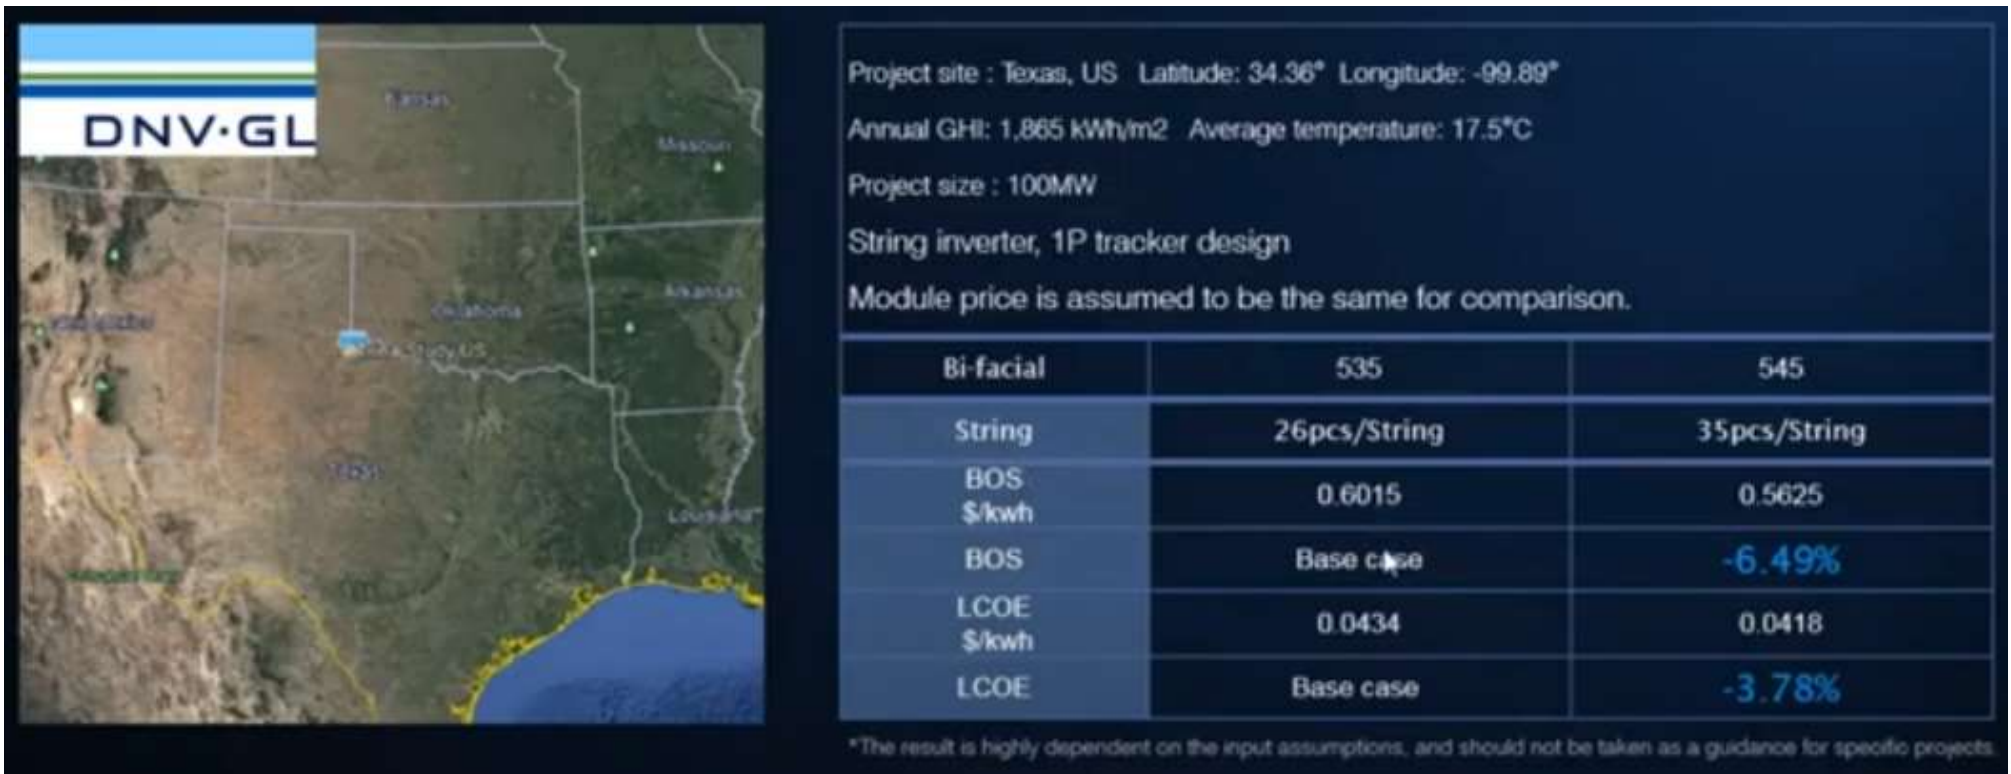 DNV·GL
Kansas
Missouri
Oklahoma
Arkansas
Texas
Louisiana
Project site : Texas, US Latitude: 34.36° Longitude: -99.89°
Annual GHI: 1,865 kWh/m2 Average temperature: 17.5°C
Project size : 100MW
String inverter, 1P tracker design
Module price is assumed to be the same for comparison.
Bi-facial 535 545
String 26pcs/String 35pcs/String
BOS
$/kwh 0.6015 0.5625
BOS Base case -6.49%
LCOE
$/kwh 0.0434 0.0418
LCOE Base case -3.78%
*The result is highly dependent on the input assumptions, and should not be taken as a guidance for specific projects.